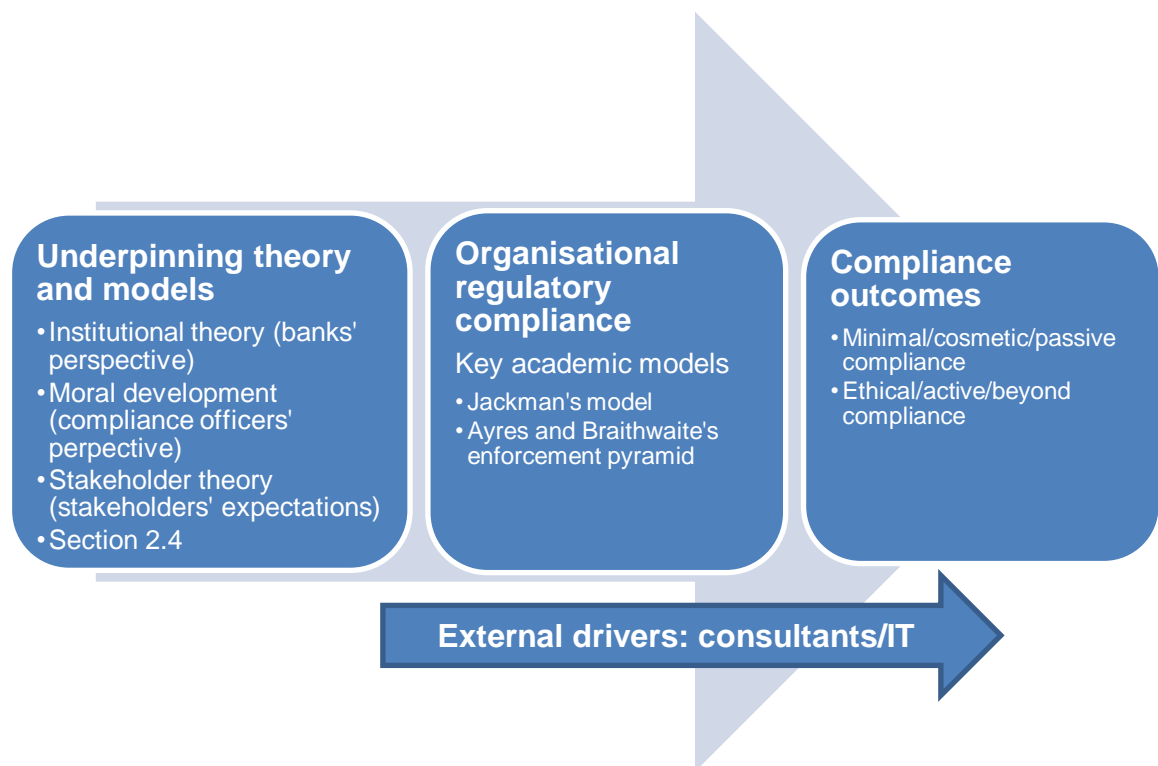 Underpinning theory
and models
•Institutional theory (banks'
perspective)
•Moral development
(compliance officers'
perpective)
•Stakeholder theory
(stakeholders' expectations)
•Section 2.4
Organisational
regulatory
compliance
Key academic models
•Jackman's model
•Ayres and Braithwaite's
enforcement pyramid
Compliance
outcomes
•Minimal/cosmetic/passive
compliance
•Ethical/active/beyond
compliance
External drivers: consultants/IT